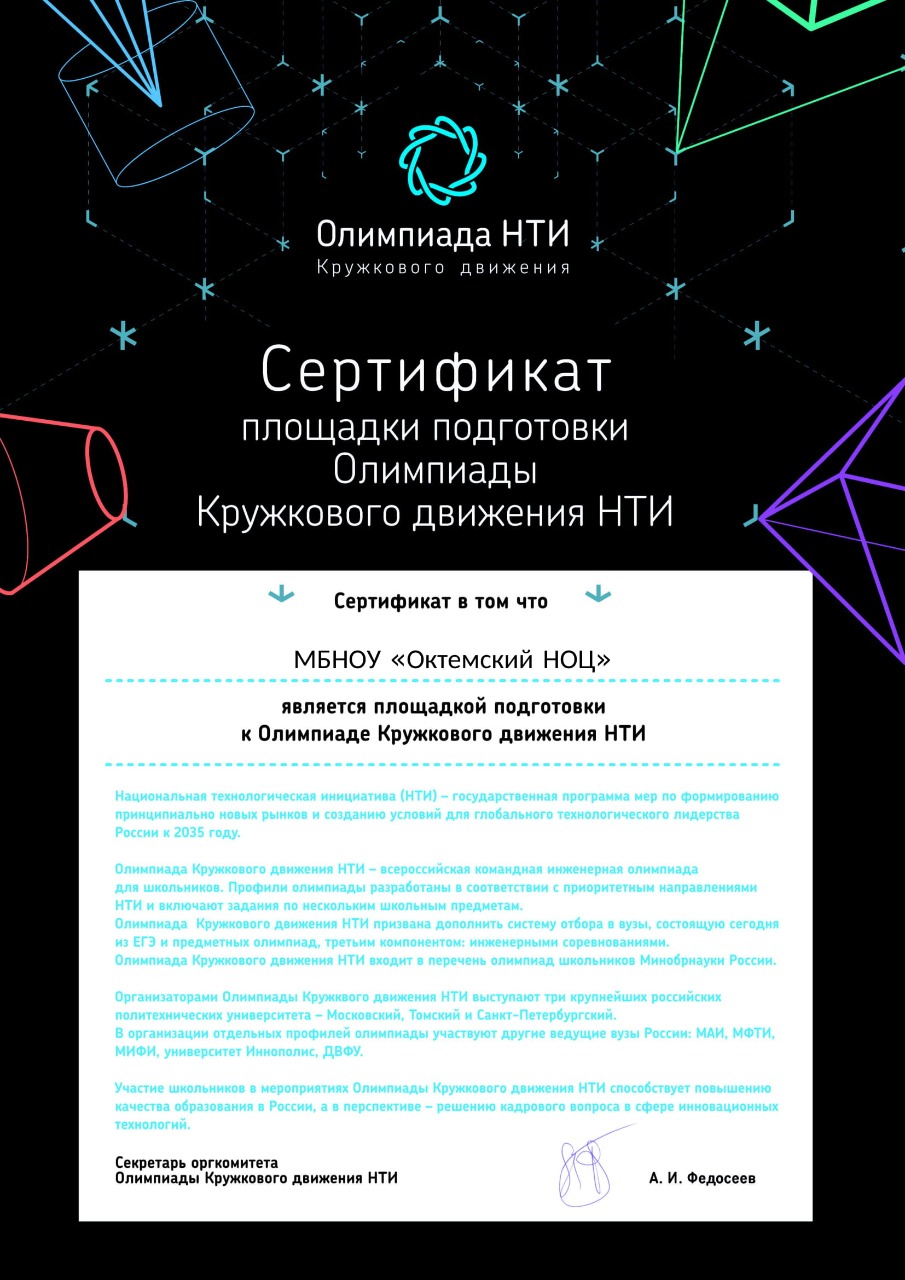 Олимпиада НТИ
Кружкового движения
Сертификат
площадки подготовки
Олимпиады
Кружкового движения НТИ
Сертификат в том что
МБНОУ «Октемский НОЦ»
является площадкой подготовки
к Олимпиаде Кружкового движения НТИ
Национальная технологическая инициатива (НТИ) – государственная программа мер по формированию
принципиально новых рынков и созданию условий для глобального технологического лидерства
России к 2035 году.
Олимпиада Кружкового движения НТИ – всероссийская командная инженерная олимпиада
для школьников. Профили олимпиады разработаны в соответствии с приоритетным направлениями
НТИ и включают задания по нескольким школьным предметам.
Олимпиада Кружкового движения НТИ призвана дополнить систему отбора в вузы, состоящую сегодня
из ЕГЭ и предметных олимпиад, третьим компонентом: инженерными соревнованиями.
Олимпиада Кружкового движения НТИ входит в перечень олимпиад школьников Минобрнауки России.
Организаторами Олимпиады Кружквого движения НТИ выступают три крупнейших российских
политехнических университета – Московский, Томский и Санкт-Петербургский.
В организации отдельных профилей олимпиады участвуют другие ведущие вузы России: МАИ, МФТИ,
МИФИ, университет Иннополис, ДВФУ.
Участие школьников в мероприятиях Олимпиады Кружкового движения НТИ способствует повышению
качества образования в России, а в перспективе – решению кадрового вопроса в сфере инновационных
технологий.
Секретарь оргкомитета
Олимпиады Кружкового движения НТИ
А. И. Федосеев